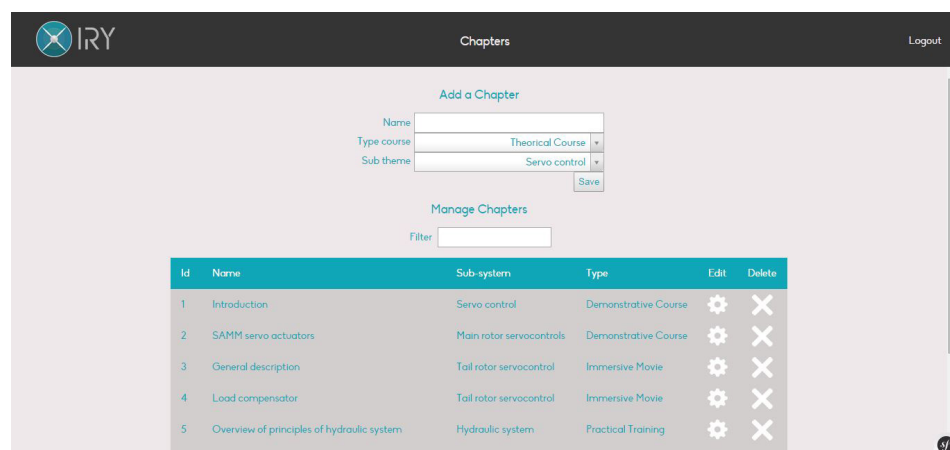 IRY
Chapters
Logout
Add a Chapter
Name
Type course Theorical Course
Sub theme Servo control
Save
Manage Chapters
Filter
Id Name Sub-system Type Edit Delete
1 Introduction Servo control Demonstrative Course
2 SAMM servo actuators Main rotor servocontrols Demonstrative Course
3 General description Tail rotor servocontrol Immersive Movie
4 Load compensator Tail rotor servocontrol Immersive Movie
5 Overview of principles of hydraulic system Hydraulic system Practical Training
sf